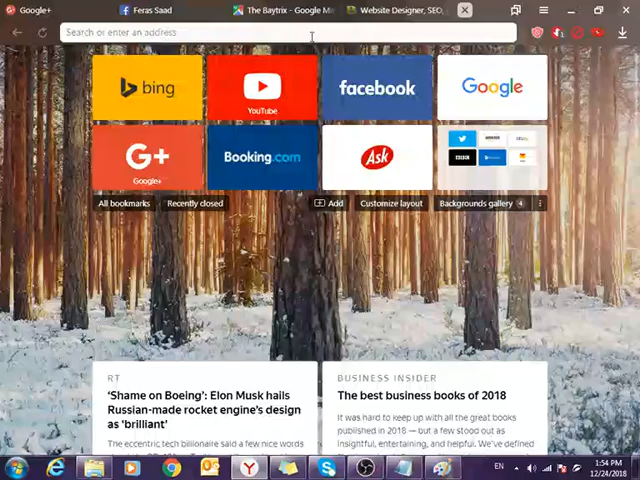 Google+
Feras Saad
The Baytrix - Google M
Website Designer, SEO,
Search or enter an address
bing
YouTube
facebook
Google
G+
Google+
Booking.com
Ask
BBC
All bookmarks
Recently closed
Add
Customize layout
Backgrounds gallery 4
RT
BUSINESS INSIDER
‘Shame on Boeing’: Elon Musk hails
Russian-made rocket engine’s design
as ‘brilliant’
The best business books of 2018
The eccentric tech billionaire said a few nice words
It was hard to keep up with all the great books
published in 2018 — but a few stood out as
insightful, entertaining, and helpful. We’ve defined
EN
1:54 PM
12/24/2018